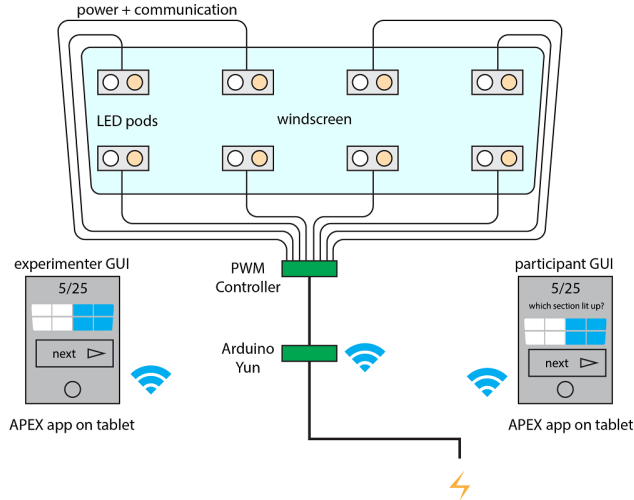 power + communication
LED pods
windscreen
experimenter GUI
5/25
next
APEX app on tablet
PWM
Controller
Arduino
Yun
participant GUI
5/25
which section lit up?
next
APEX app on tablet